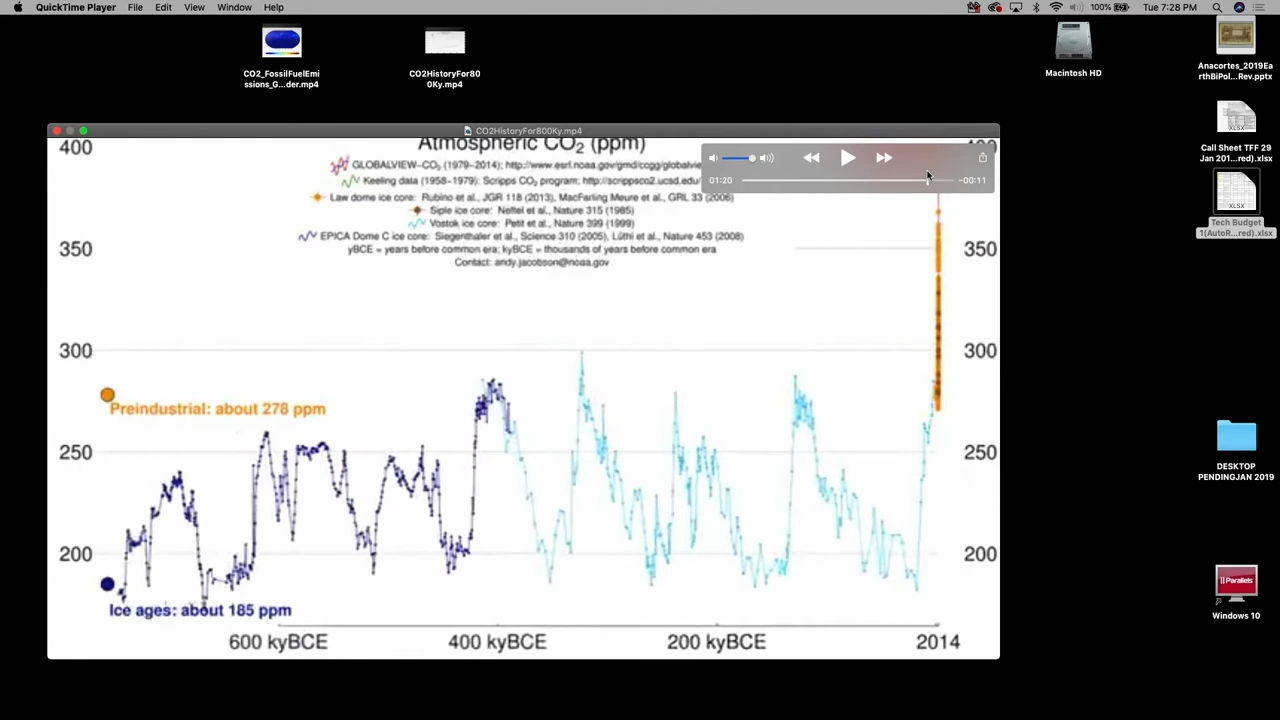 QuickTime Player File Edit View Window Help
100% Tue 7:28 PM
CO2_FossilFuelEmi
ssions_G...der.mp4
CO2HistoryFor80
0Ky.mp4
Macintosh HD
Anacortes_2019Ea
rthBiPol...Rev.pptx
XLSX
Call Sheet TFF 29
Jan 201...red).xlsx
XLSX
Tech Budget
1(AutoR...red).xlsx
DESKTOP
PENDINGJAN 2019
Parallels
Windows 10
CO2HistoryFor800Ky.mp4
Atmospheric CO₂ (ppm)
01:20 -00:11
GLOBALVIEW-CO₂ (1979-2014); http://www.esrl.noaa.gov/gmd/ccgg/globalvie
Keeling data (1958-1979): Scripps CO₂ program; http://scrippsco2.ucsd.edu/
Law dome ice core: Rubino et al., JGR 118 (2013), MacFarling Meure et al., GRL 33 (2006)
Siple ice core: Neftel et al., Nature 315 (1985)
Vostok ice core: Petit et al., Nature 399 (1999)
EPICA Dome C ice core: Siegenthaler et al., Science 310 (2005), Lüthi et al., Nature 453 (2008)
yBCE = years before common era; kyBCE = thousands of years before common era
Contact: andy.jacobson@noaa.gov
400 400
350 350
300 300
Preindustrial: about 278 ppm
250 250
200 200
Ice ages: about 185 ppm
600 kyBCE 400 kyBCE 200 kyBCE 2014